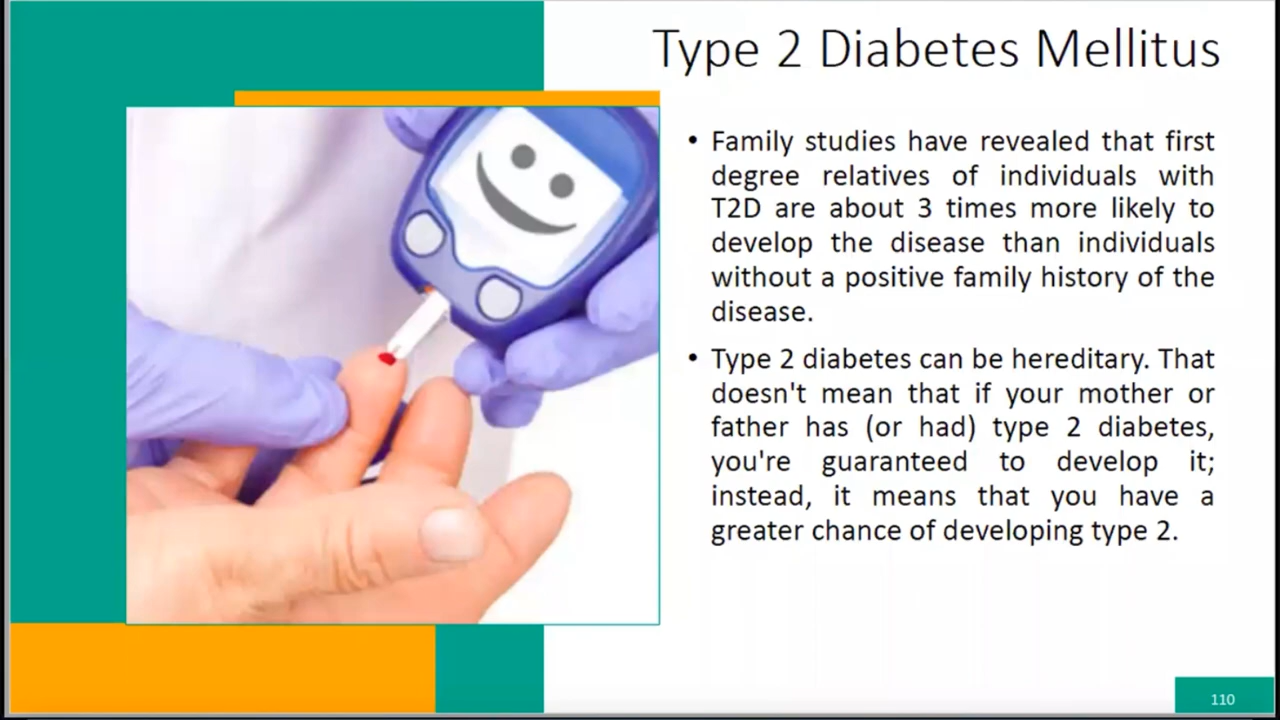 Type 2 Diabetes Mellitus
• Family studies have revealed that first
degree relatives of individuals with
T2D are about 3 times more likely to
develop the disease than individuals
without a positive family history of the
disease.
• Type 2 diabetes can be hereditary. That
doesn't mean that if your mother or
father has (or had) type 2 diabetes,
you're guaranteed to develop it;
instead, it means that you have a
greater chance of developing type 2.
110